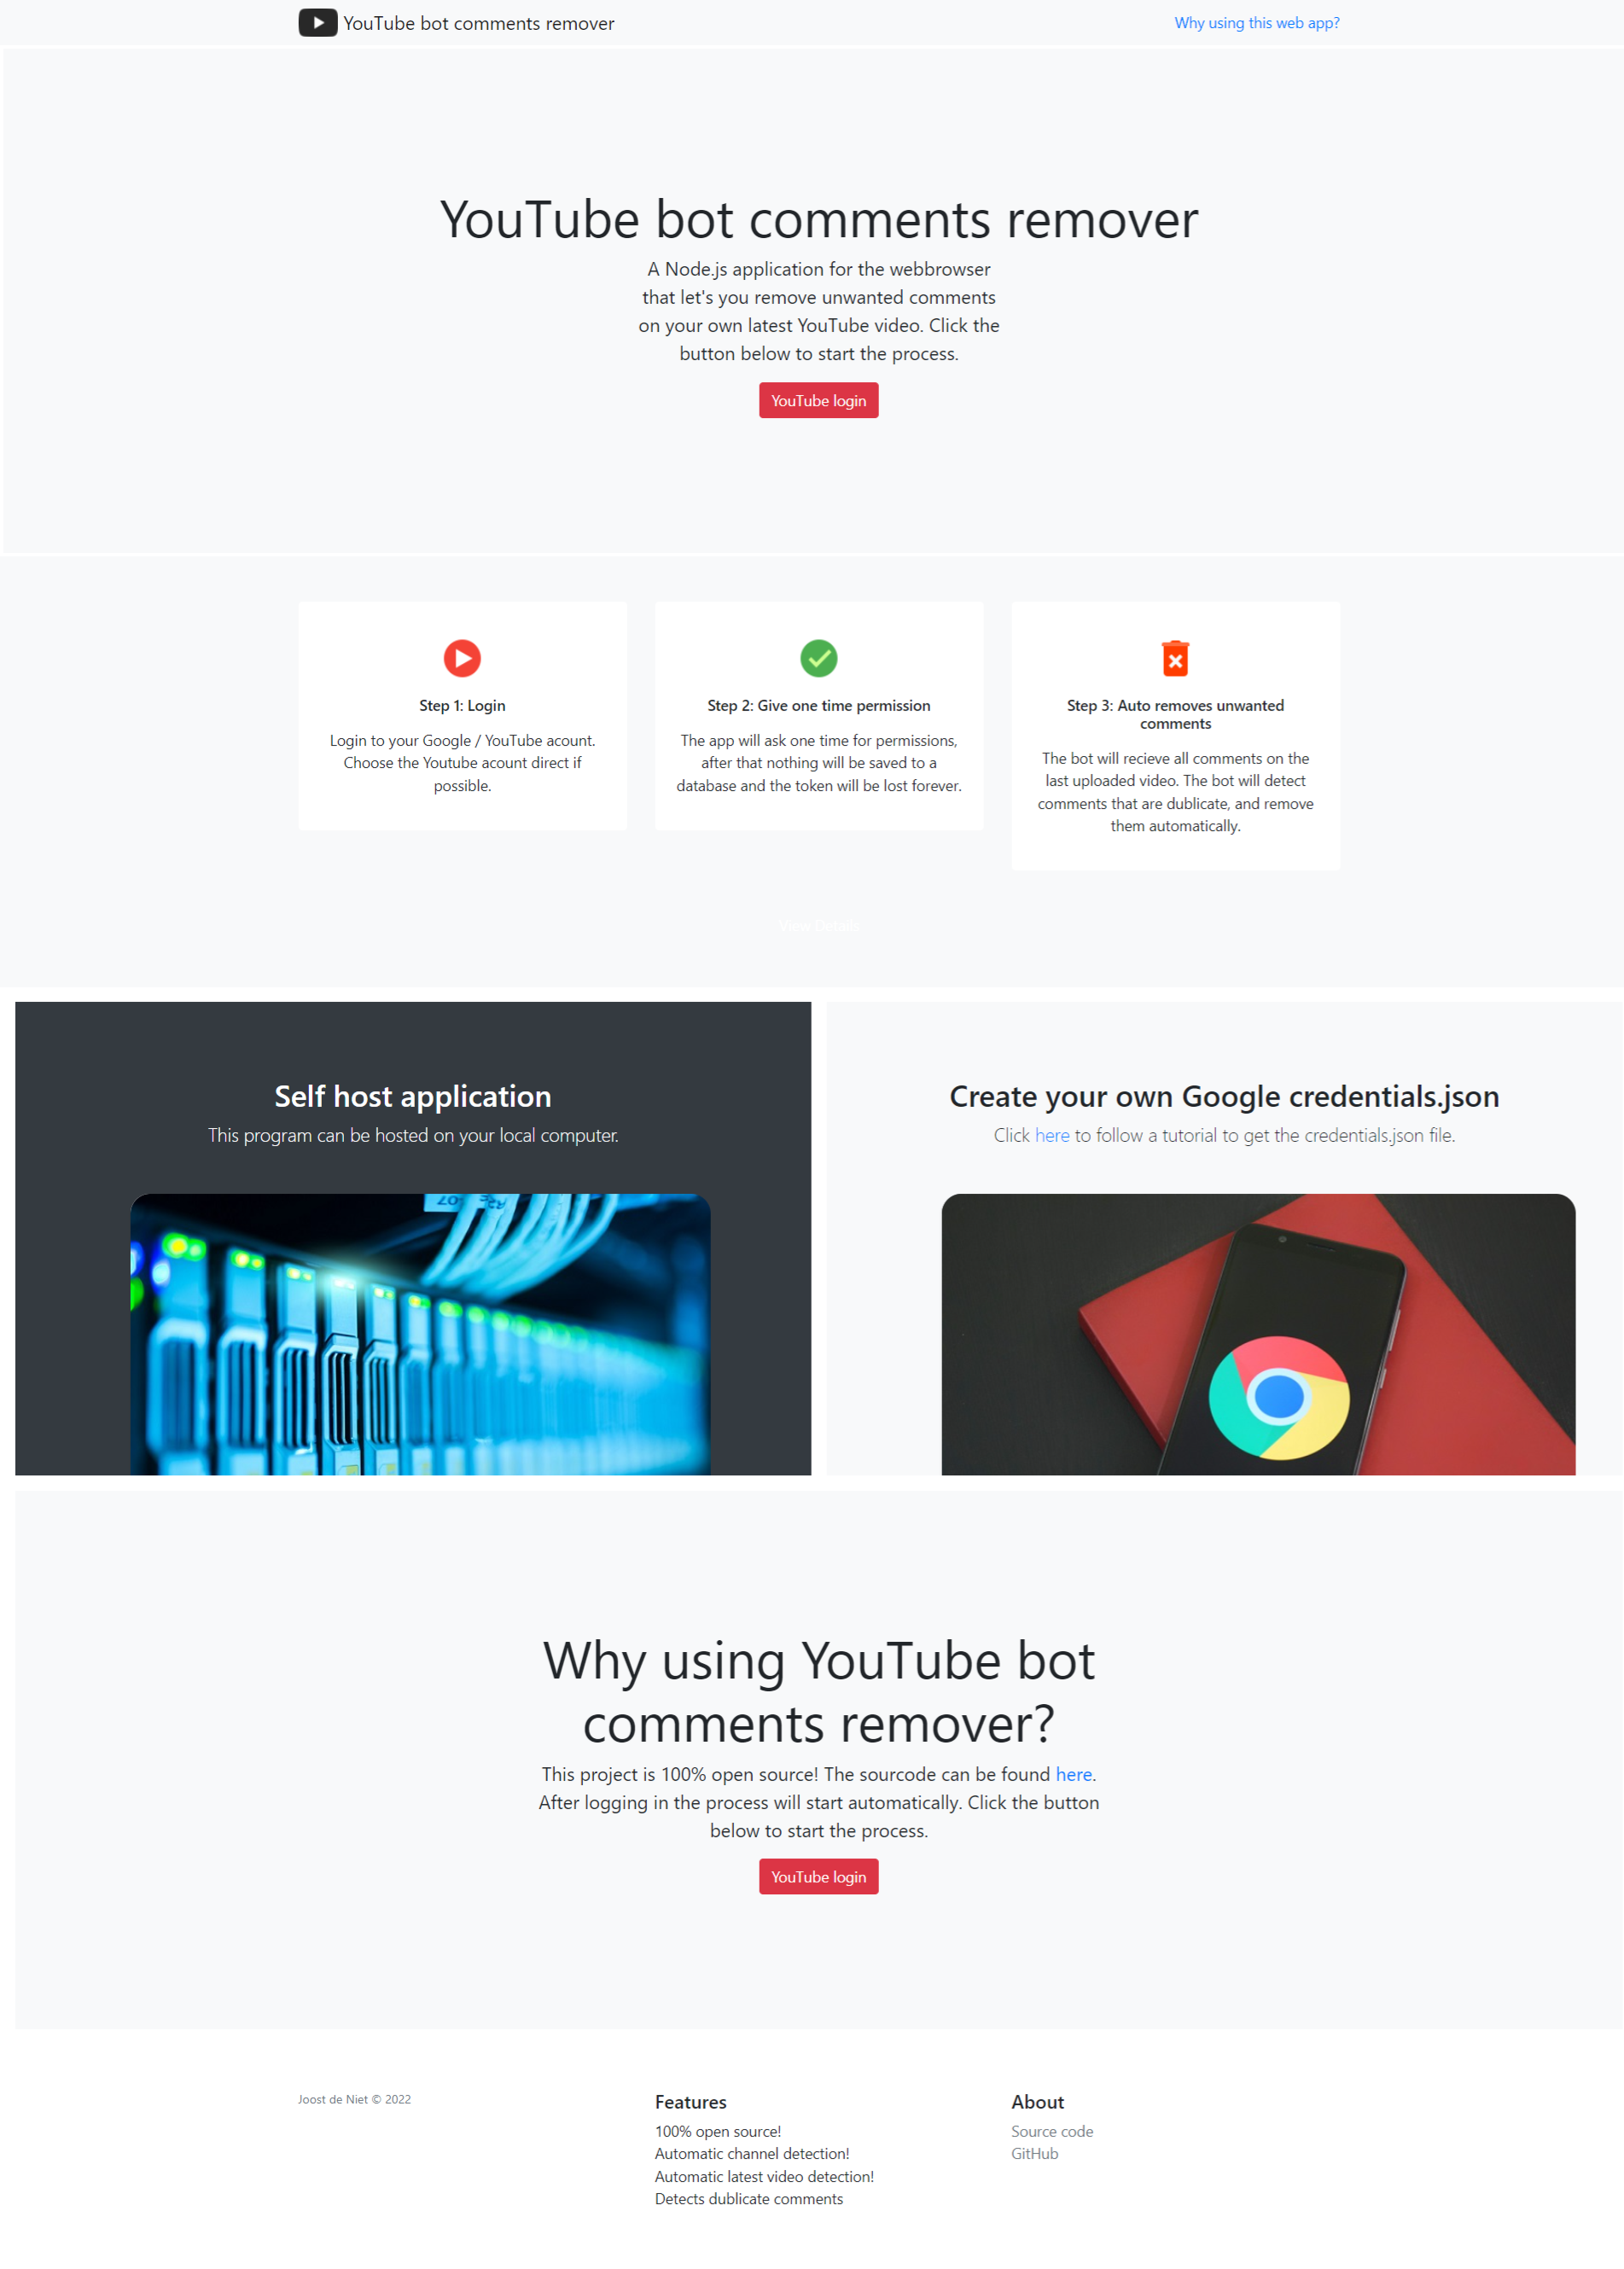 YouTube bot comments remover
Why using this web app?
YouTube bot comments remover
A Node.js application for the webbrowser
that let's you remove unwanted comments
on your own latest YouTube video. Click the
button below to start the process.
YouTube login
Step 1: Login
Login to your Google / YouTube acount.
Choose the Youtube acount direct if
possible.
Step 2: Give one time permission
The app will ask one time for permissions,
after that nothing will be saved to a
database and the token will be lost forever.
Step 3: Auto removes unwanted
comments
The bot will recieve all comments on the
last uploaded video. The bot will detect
comments that are dublicate, and remove
them automatically.
View Details
Self host application
This program can be hosted on your local computer.
Create your own Google credentials.json
Click here to follow a tutorial to get the credentials.json file.
Why using YouTube bot
comments remover?
This project is 100% open source! The sourcode can be found here.
After logging in the process will start automatically. Click the button
below to start the process.
YouTube login
Joost de Niet © 2022
Features
100% open source!
Automatic channel detection!
Automatic latest video detection!
Detects dublicate comments
About
Source code
GitHub